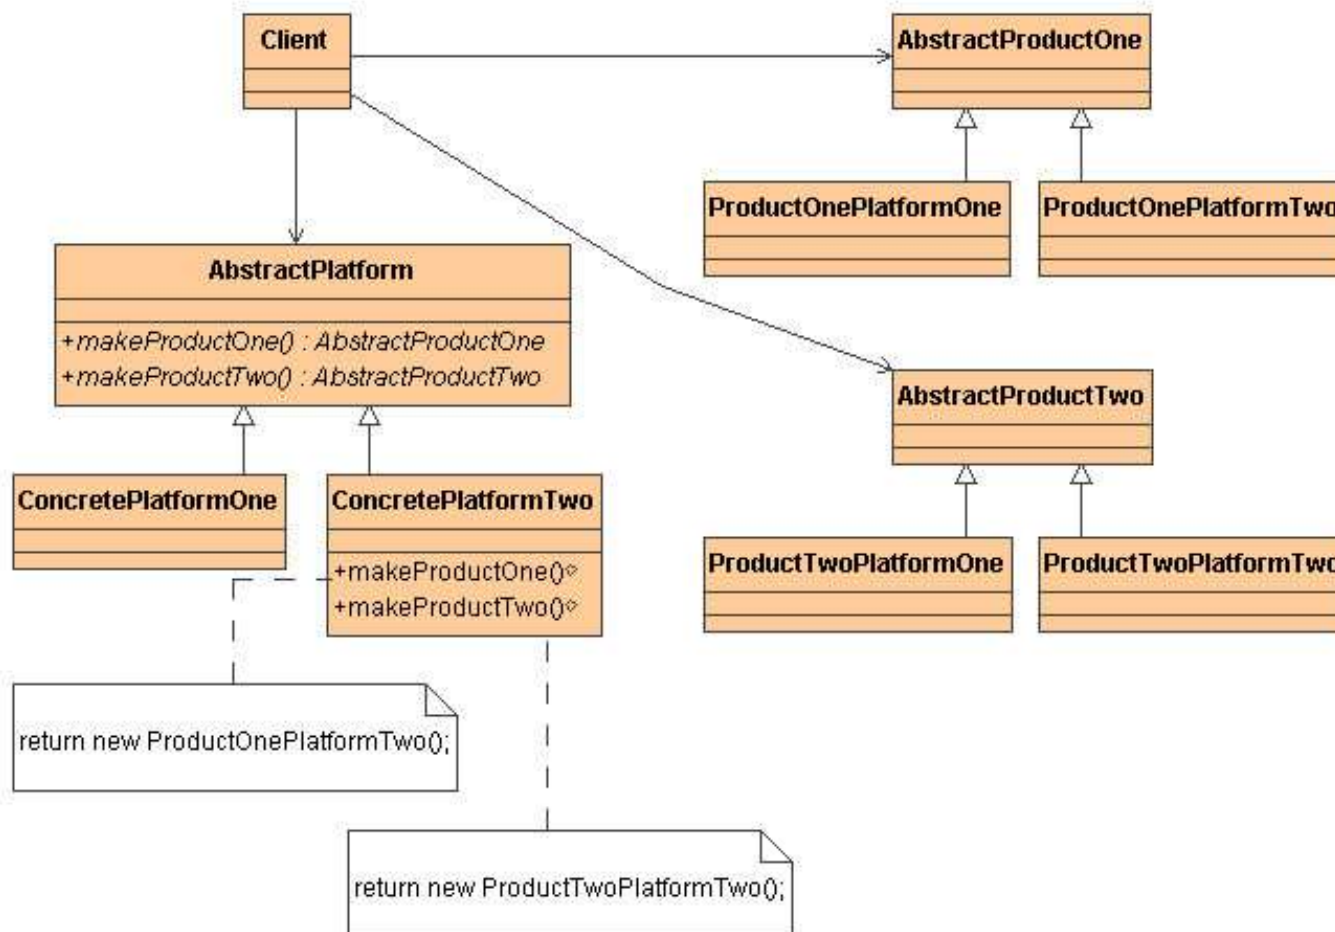 Client
AbstractProductOne
ProductOnePlatformOne
ProductOnePlatformTwo
AbstractPlatform
+makeProductOne() : AbstractProductOne
+makeProductTwo() : AbstractProductTwo
AbstractProductTwo
ConcretePlatformOne
ConcretePlatformTwo
+makeProductOne()
+makeProductTwo()
ProductTwoPlatformOne
ProductTwoPlatformTwo
return new ProductOnePlatformTwo();
return new ProductTwoPlatformTwo();